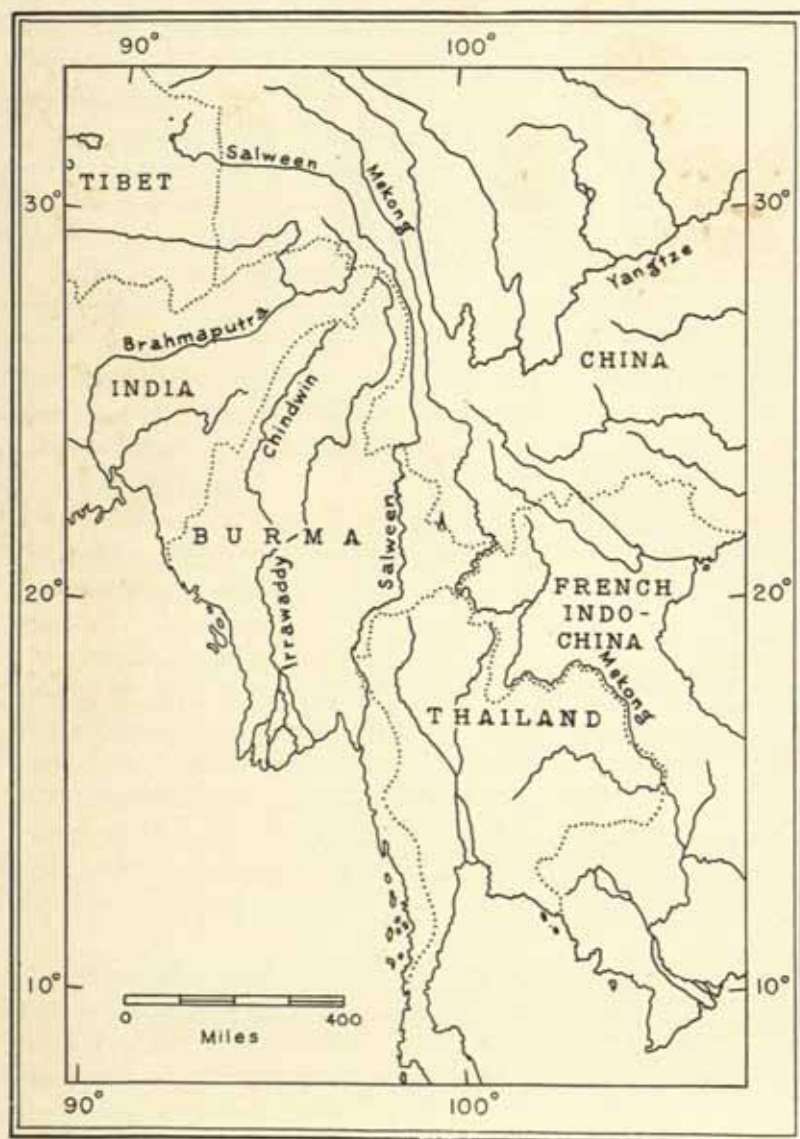 90°
100°
Salween
Mekong
TIBET
30°
30°
Yangtze
Brahmaputra
CHINA
INDIA
Chindwin
BURMA
Salween
20°
FRENCH
INDO-
CHINA
20°
Irrawaddy
Mekong
THAILAND
10°
10°
0
400
Miles
90°
100°